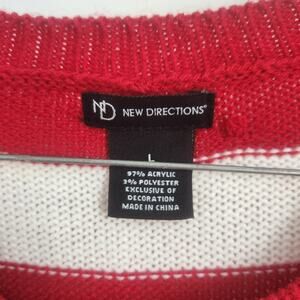 ND NEW DIRECTIONS®
L
97% ACRYLIC
3% POLYESTER
EXCLUSIVE OF
DECORATION
MADE IN CHINA